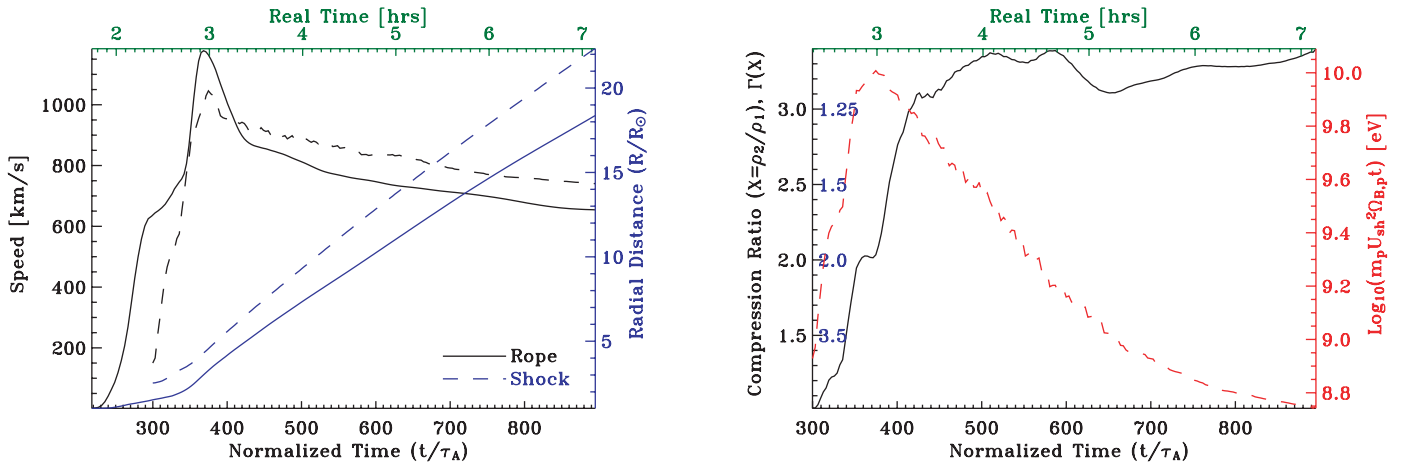 Real Time [hrs]
2 3 4 5 6 7
Speed [km/s]
1000
800
600
400
200
20
15
10
5
Radial Distance (R/R☉)
Rope
Shock
300 400 500 600 700 800
Normalized Time (t/τA)
Real Time [hrs]
3 4 5 6 7
Compression Ratio (X=ρ2/ρ1), Γ(X)
3.0
2.5
2.0
1.5
1.25
1.5
2.0
3.5
10.0
9.8
9.6
9.4
9.2
9.0
8.8
Log10(mpUsh2ΩB,pt) [eV]
300 400 500 600 700 800
Normalized Time (t/τA)